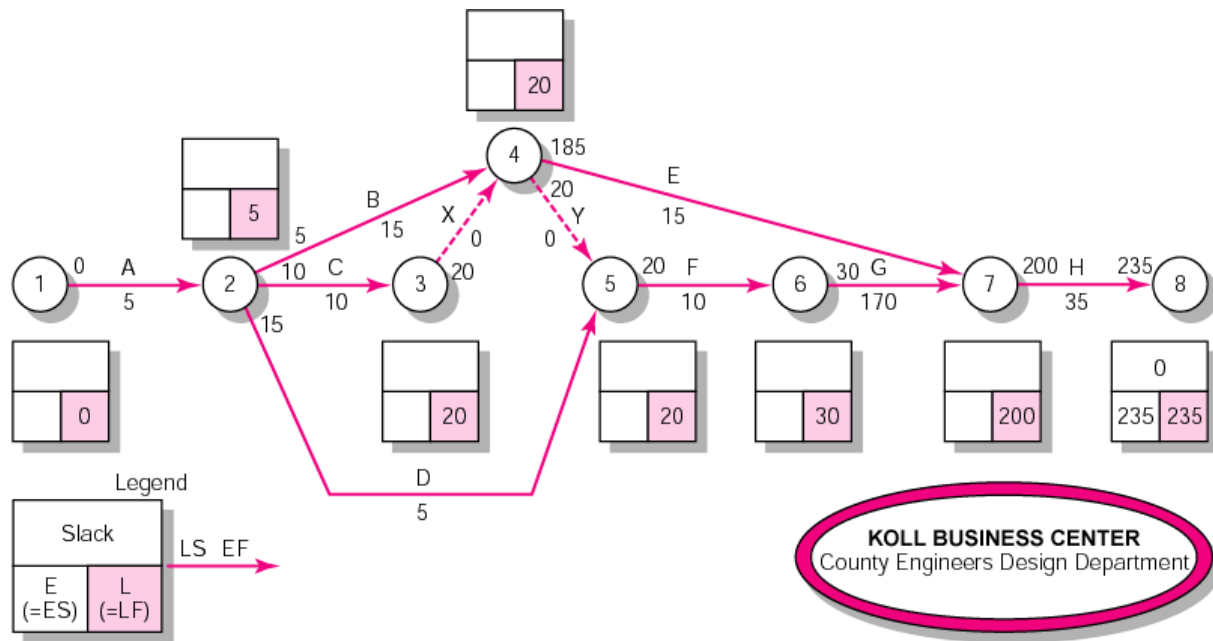 20
4
185
E
20
5
B
X
Y
15
5
15
0
0
1
0
A
2
10
C
3
20
5
20
F
6
30
G
7
200
H
235
8
5
15
10
10
170
35
0
0
20
20
30
200
235
235
D
5
Legend
Slack
LS EF
E
(=ES)
L
(=LF)
KOLL BUSINESS CENTER
County Engineers Design Department